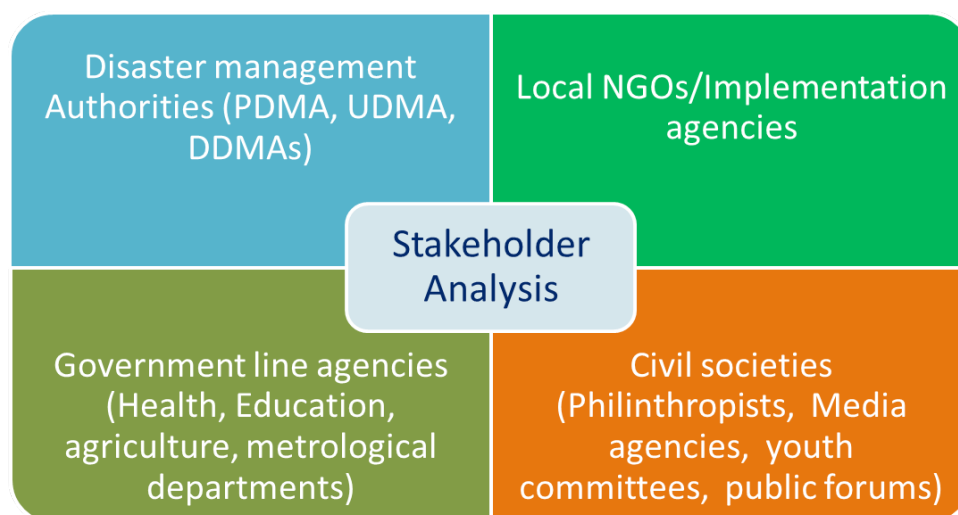 Disaster management
Authorities (PDMA, UDMA,
DDMAs)
Local NGOs/Implementation
agencies
Stakeholder
Analysis
Government line agencies
(Health, Education,
agriculture, metrological
departments)
Civil societies
(Philinthropists, Media
agencies, youth
committees, public forums)